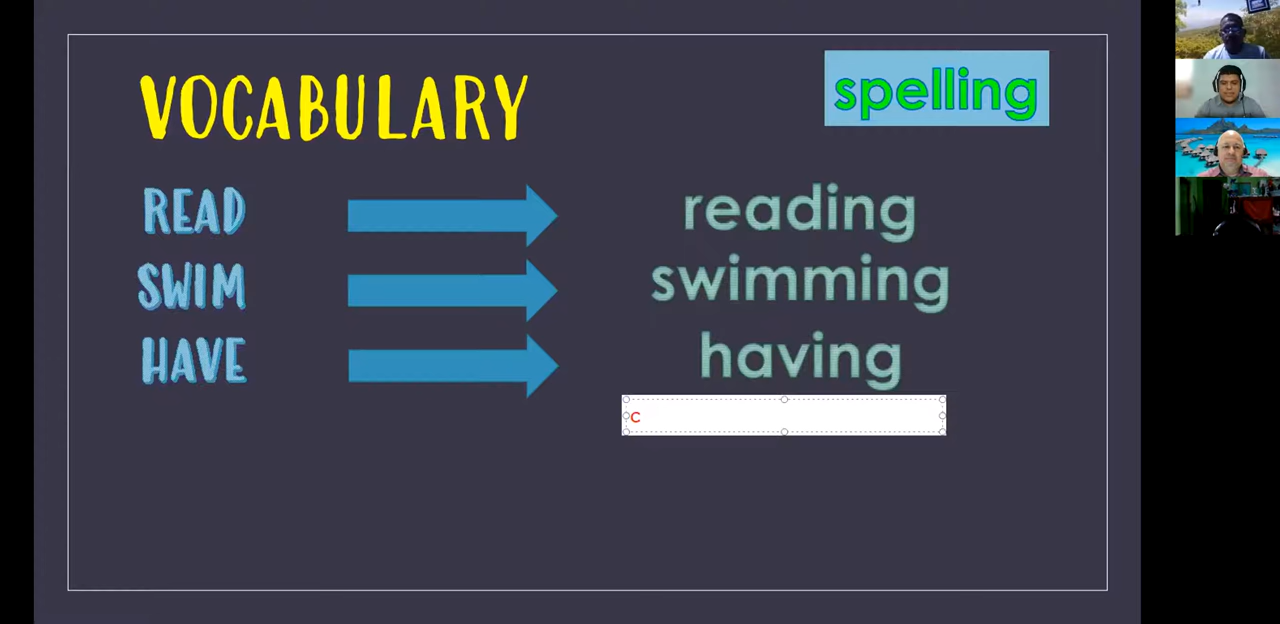 VOCABULARY
spelling
READ reading
SWIM swimming
HAVE having
C